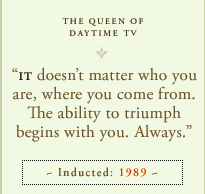 THE QUEEN OF
DAYTIME TV
“IT doesn’t matter who you
are, where you come from.
The ability to triumph
begins with you. Always.”
~ Inducted: 1989 ~